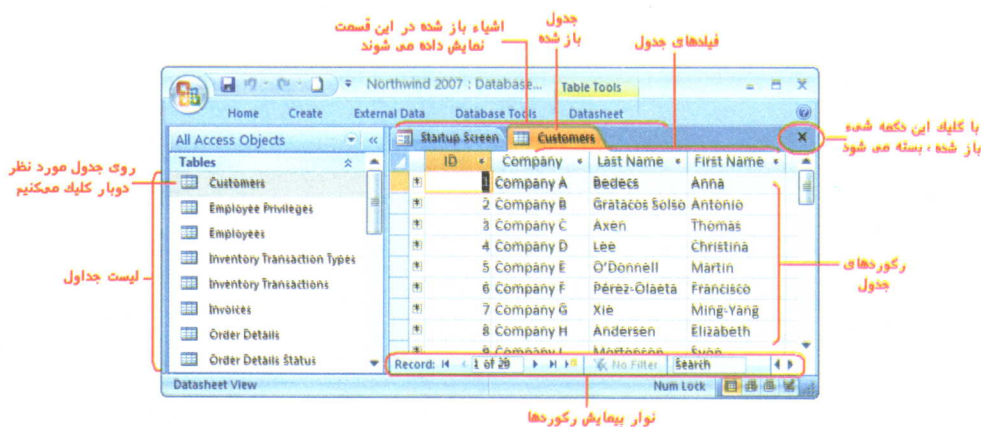 اشیاء باز شده در این قسمت
نمایش داده می شوند
جدول
باز شده
فیلدهای جدول
Northwind 2007 : Database...
Table Tools
Home
Create
External Data
Database Tools
Datasheet
با کلیک این دکمه شیء
باز شده ، بسته می شود
All Access Objects
Startup Screen
Customers
Tables
ID
Company
Last Name
First Name
روی جدول مورد نظر
دوبار کلیک میکنیم
لیست جداول
Customers
Employee Privileges
Employees
Inventory Transaction Types
Inventory Transactions
Invoices
Order Details
Order Details Status
1 Company A Bedecs Anna
2 Company B Gratacos Solso Antonio
3 Company C Axen Thomas
4 Company D Lee Christina
5 Company E O'Donnell Martin
6 Company F Pérez-Olaeta Francisco
7 Company G Xie Ming-Yang
8 Company H Andersen Elizabeth
9 Company I Mortensen Sven
رکوردهای
جدول
Record: 1 of 29 No Filter Search
Datasheet View
Num Lock
نوار پیمایش رکوردها